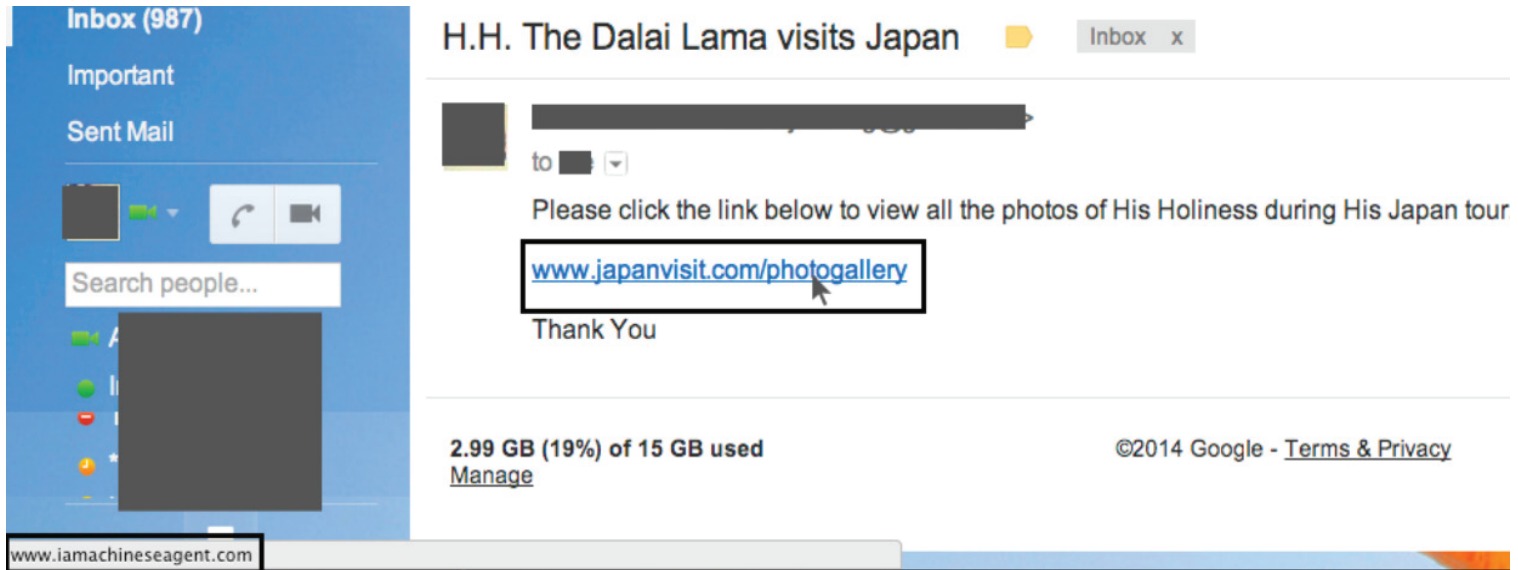 Inbox (987)
Important
Sent Mail
Search people...
H.H. The Dalai Lama visits Japan
Inbox x
to
Please click the link below to view all the photos of His Holiness during His Japan tour.
www.japanvisit.com/photogallery
Thank You
2.99 GB (19%) of 15 GB used
Manage
©2014 Google - Terms & Privacy
www.iamachineseagent.com